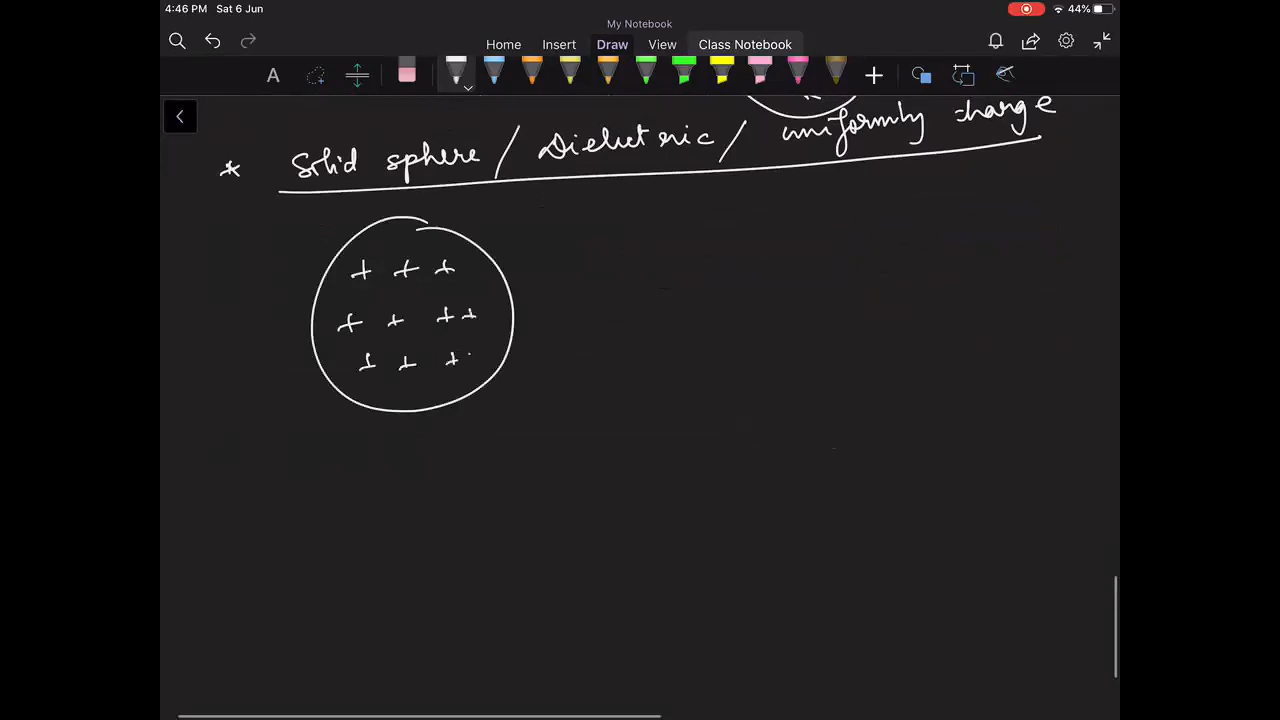 4:46 PM Sat 6 Jun 44%
My Notebook
Home Insert Draw View Class Notebook
A
* Solid sphere / Dielectric / uniformly charge
+ + +
+ + + +
+ + +